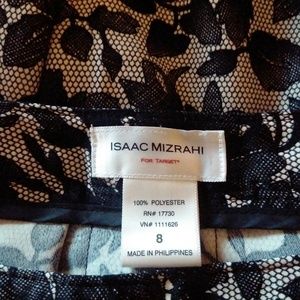 ISAAC MIZRAHI
FOR TARGET®
100% POLYESTER
RN# 17730
VN# 1111626
8
MADE IN PHILIPPINES